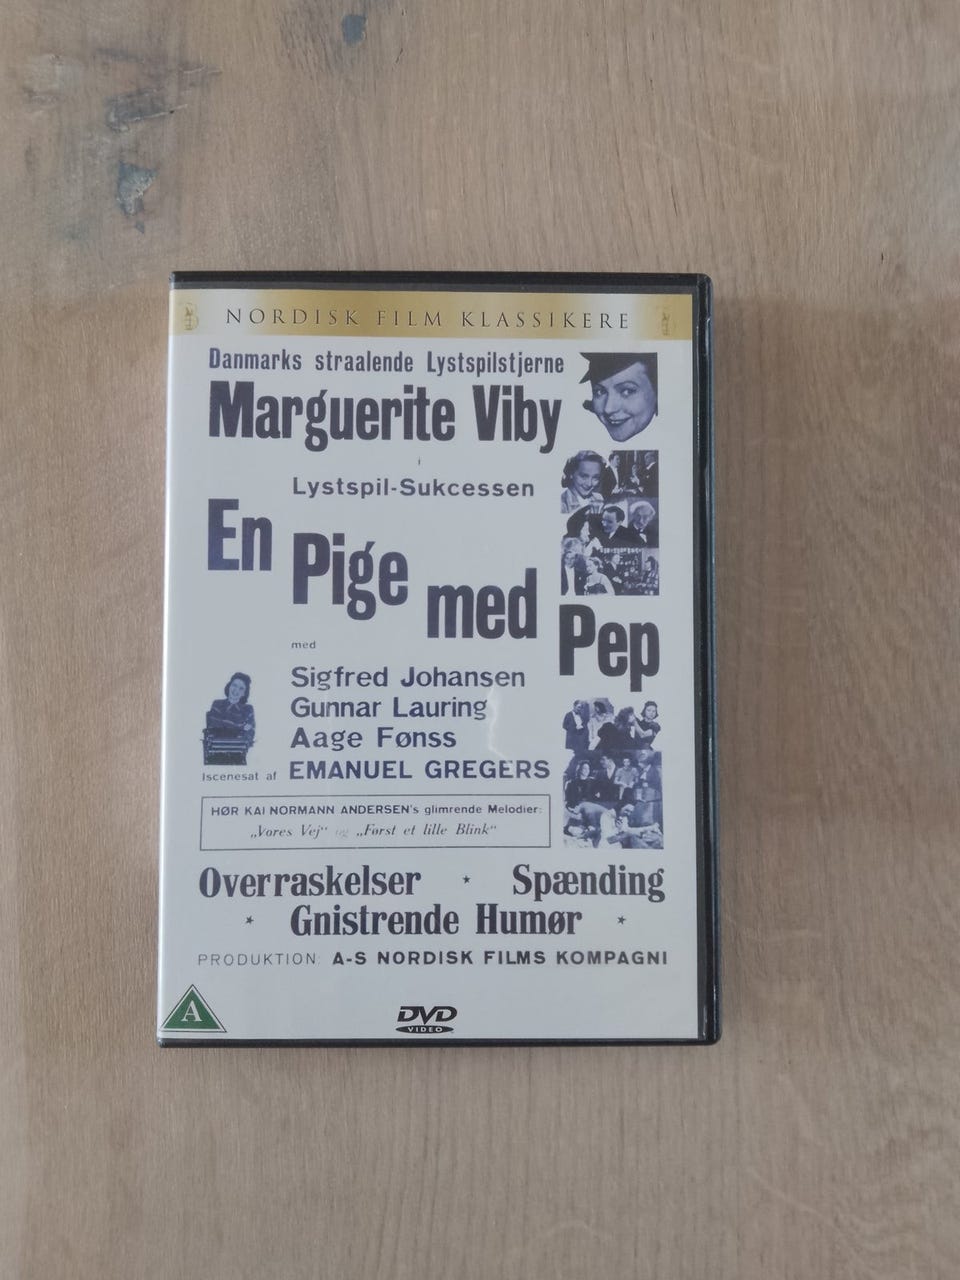 NORDISK FILM KLASSIKERE
Danmarks straalende Lystspilstjerne
Marguerite Viby
i
Lystspil-Sukcessen
En Pige med Pep
med
Sigfred Johansen
Gunnar Lauring
Aage Fønss
Iscenesat af EMANUEL GREGERS
HØR KAI NORMANN ANDERSEN's glimrende Melodier:
„Vores Vej" og „Først et lille Blink"
Overraskelser * Spænding
* Gnistrende Humør *
PRODUKTION: A-S NORDISK FILMS KOMPAGNI
A
DVD
VIDEO